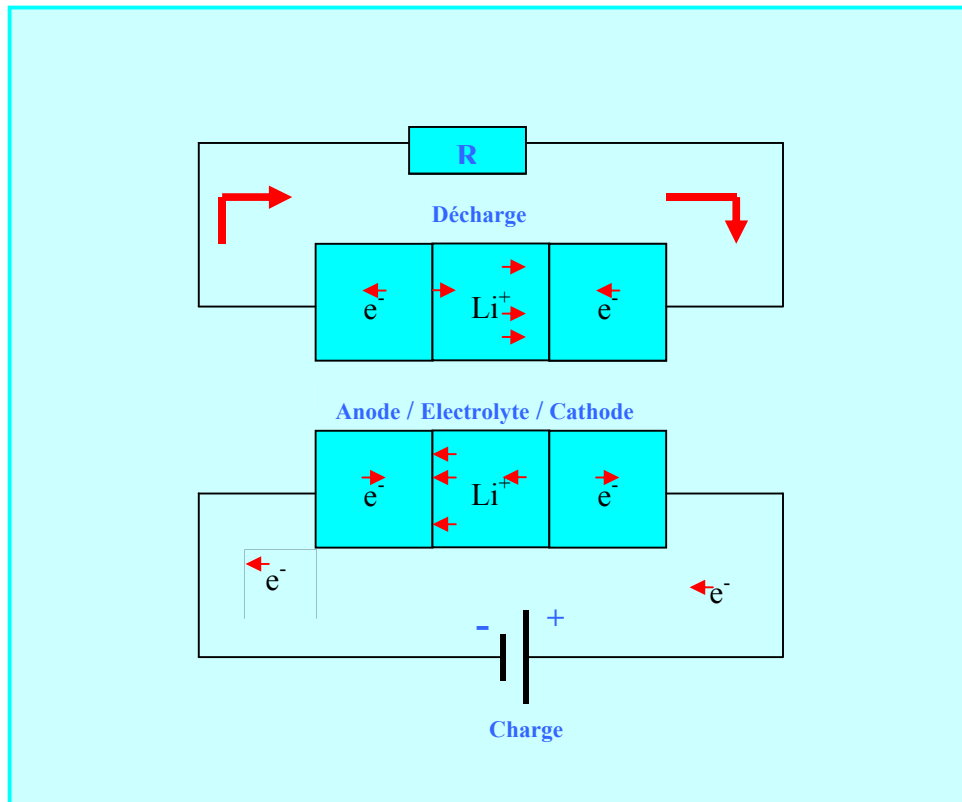 R
Décharge
e⁻ Li⁺ e⁻
Anode / Electrolyte / Cathode
e⁻ Li⁺ e⁻
e⁻ e⁻
- +
Charge